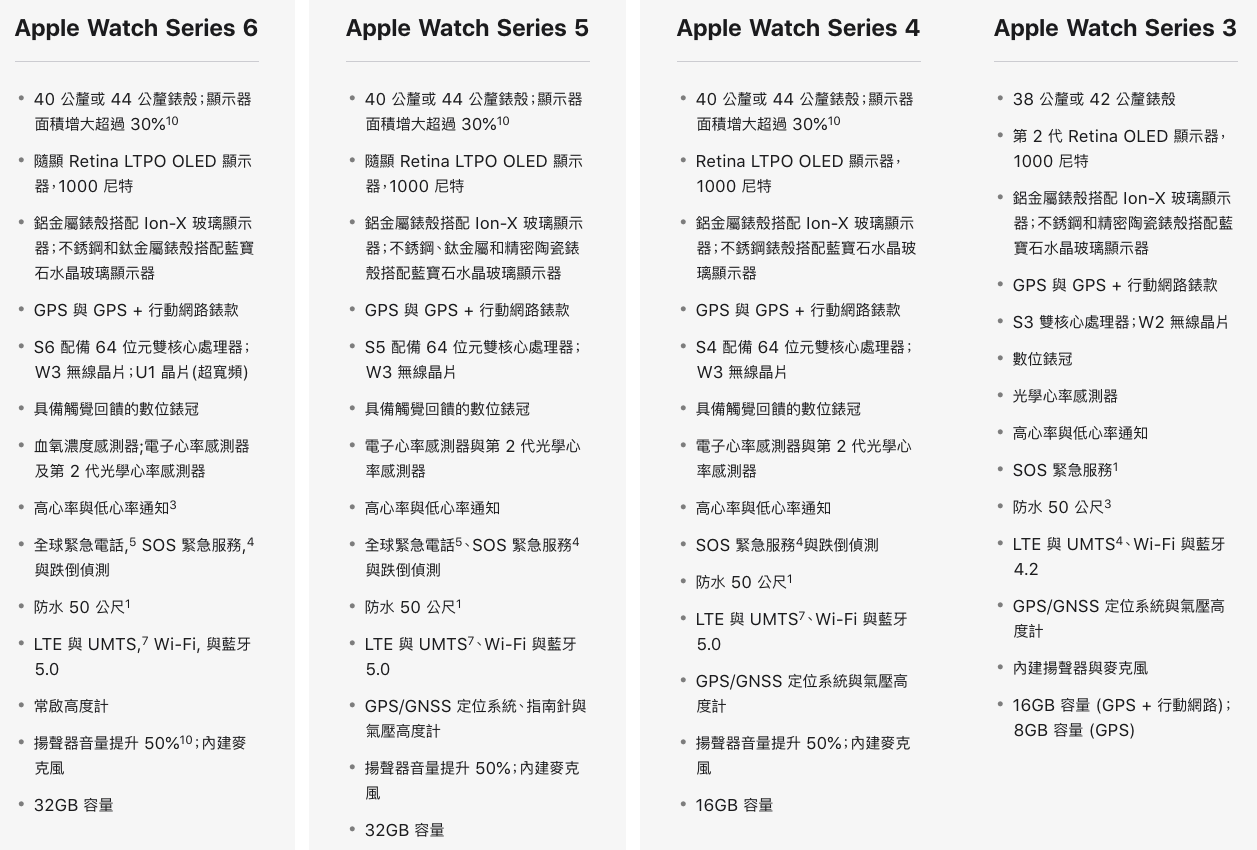 Apple Watch Series 6
• 40 公釐或 44 公釐錶殼；顯示器
面積增大超過 30%¹⁰
• 隨顯 Retina LTPO OLED 顯示
器，1000 尼特
• 鋁金屬錶殼搭配 Ion-X 玻璃顯示
器；不銹鋼和鈦金屬錶殼搭配藍寶
石水晶玻璃顯示器
• GPS 與 GPS + 行動網路錶款
• S6 配備 64 位元雙核心處理器；
W3 無線晶片；U1 晶片(超寬頻)
• 具備觸覺回饋的數位錶冠
• 血氧濃度感測器;電子心率感測器
及第 2 代光學心率感測器
• 高心率與低心率通知³
• 全球緊急電話,⁵ SOS 緊急服務,⁴
與跌倒偵測
• 防水 50 公尺¹
• LTE 與 UMTS,⁷ Wi-Fi, 與藍牙
5.0
• 常啟高度計
• 揚聲器音量提升 50%¹⁰；內建麥
克風
• 32GB 容量
Apple Watch Series 5
• 40 公釐或 44 公釐錶殼；顯示器
面積增大超過 30%¹⁰
• 隨顯 Retina LTPO OLED 顯示
器，1000 尼特
• 鋁金屬錶殼搭配 Ion-X 玻璃顯示
器；不銹鋼、鈦金屬和精密陶瓷錶
殼搭配藍寶石水晶玻璃顯示器
• GPS 與 GPS + 行動網路錶款
• S5 配備 64 位元雙核心處理器；
W3 無線晶片
• 具備觸覺回饋的數位錶冠
• 電子心率感測器與第 2 代光學心
率感測器
• 高心率與低心率通知
• 全球緊急電話⁵、SOS 緊急服務⁴
與跌倒偵測
• 防水 50 公尺¹
• LTE 與 UMTS⁷、Wi-Fi 與藍牙
5.0
• GPS/GNSS 定位系統、指南針與
氣壓高度計
• 揚聲器音量提升 50%；內建麥克
風
• 32GB 容量
Apple Watch Series 4
• 40 公釐或 44 公釐錶殼；顯示器
面積增大超過 30%¹⁰
• Retina LTPO OLED 顯示器，
1000 尼特
• 鋁金屬錶殼搭配 Ion-X 玻璃顯示
器；不銹鋼錶殼搭配藍寶石水晶玻
璃顯示器
• GPS 與 GPS + 行動網路錶款
• S4 配備 64 位元雙核心處理器；
W3 無線晶片
• 具備觸覺回饋的數位錶冠
• 電子心率感測器與第 2 代光學心
率感測器
• 高心率與低心率通知
• SOS 緊急服務⁴與跌倒偵測
• 防水 50 公尺¹
• LTE 與 UMTS⁷、Wi-Fi 與藍牙
5.0
• GPS/GNSS 定位系統與氣壓高
度計
• 揚聲器音量提升 50%；內建麥克
風
• 16GB 容量
Apple Watch Series 3
• 38 公釐或 42 公釐錶殼
• 第 2 代 Retina OLED 顯示器，
1000 尼特
• 鋁金屬錶殼搭配 Ion-X 玻璃顯示
器；不銹鋼和精密陶瓷錶殼搭配藍
寶石水晶玻璃顯示器
• GPS 與 GPS + 行動網路錶款
• S3 雙核心處理器；W2 無線晶片
• 數位錶冠
• 光學心率感測器
• 高心率與低心率通知
• SOS 緊急服務¹
• 防水 50 公尺³
• LTE 與 UMTS⁴、Wi-Fi 與藍牙
4.2
• GPS/GNSS 定位系統與氣壓高
度計
• 內建揚聲器與麥克風
• 16GB 容量 (GPS + 行動網路)；
8GB 容量 (GPS)